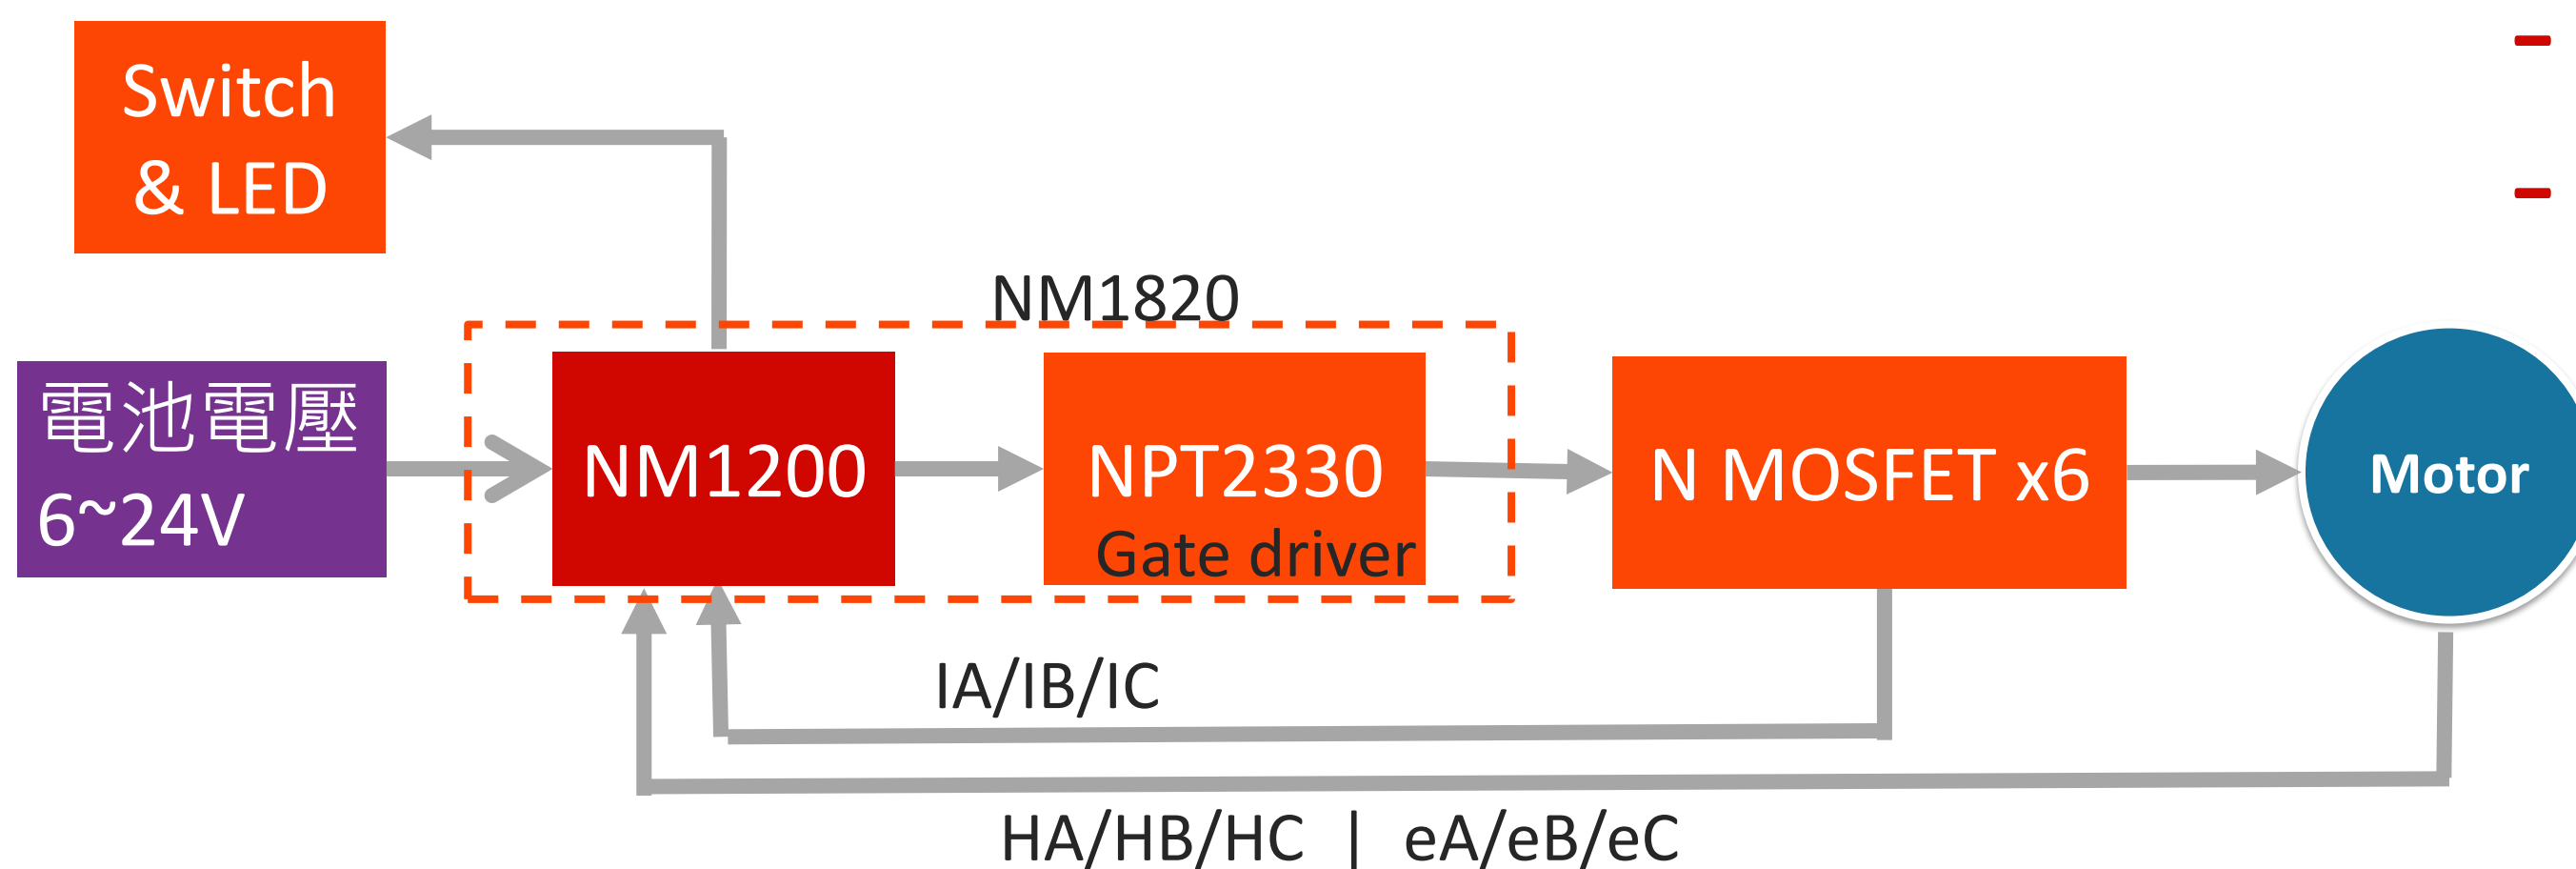 Switch
& LED
NM1820
電池電壓
6~24V
NM1200
NPT2330
Gate driver
N MOSFET x6
Motor
IA/IB/IC
HA/HB/HC | eA/eB/eC